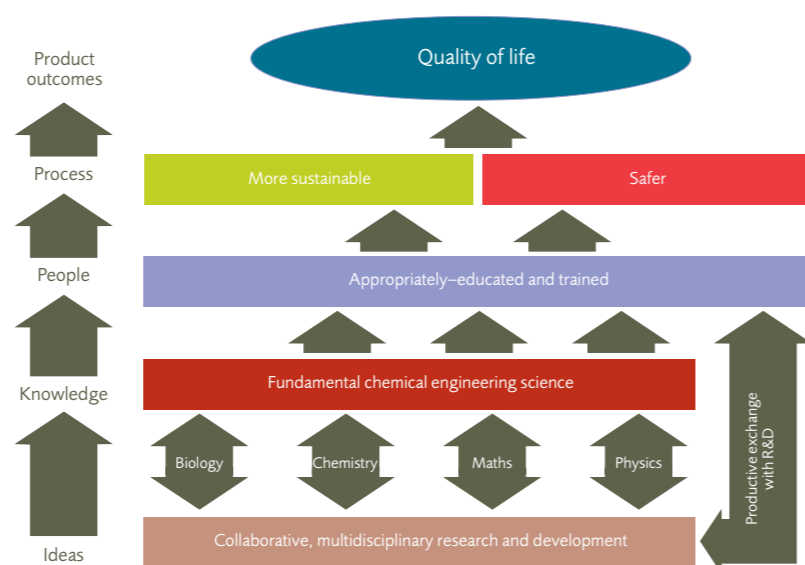 Quality of life
Product
outcomes
Process
More sustainable
Safer
People
Appropriately–educated and trained
Knowledge
Fundamental chemical engineering science
Biology
Chemistry
Maths
Physics
Productive exchange
with R&D
Ideas
Collaborative, multidisciplinary research and development